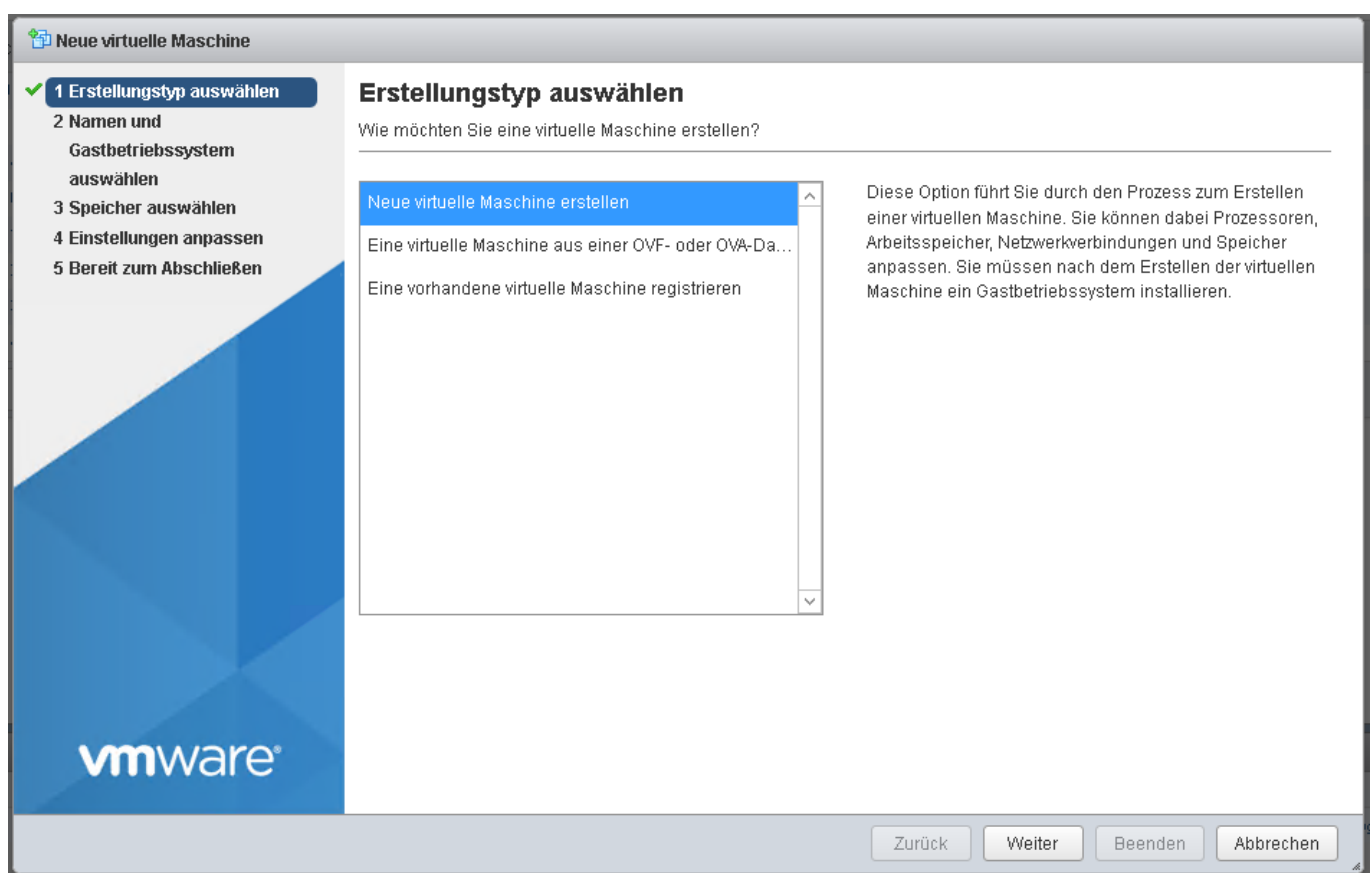 Neue virtuelle Maschine
1 Erstellungstyp auswählen
2 Namen und
Gastbetriebssystem
auswählen
3 Speicher auswählen
4 Einstellungen anpassen
5 Bereit zum Abschließen
Erstellungstyp auswählen
Wie möchten Sie eine virtuelle Maschine erstellen?
Neue virtuelle Maschine erstellen
Eine virtuelle Maschine aus einer OVF- oder OVA-Da...
Eine vorhandene virtuelle Maschine registrieren
Diese Option führt Sie durch den Prozess zum Erstellen
einer virtuellen Maschine. Sie können dabei Prozessoren,
Arbeitsspeicher, Netzwerkverbindungen und Speicher
anpassen. Sie müssen nach dem Erstellen der virtuellen
Maschine ein Gastbetriebssystem installieren.
vmware®
Zurück
Weiter
Beenden
Abbrechen